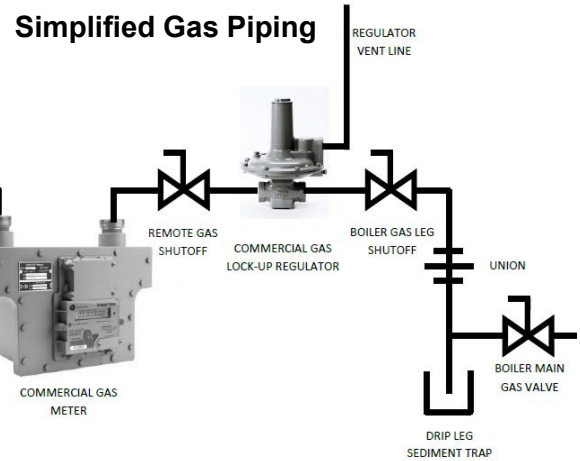 Simplified Gas Piping
REGULATOR
VENT LINE
REMOTE GAS
SHUTOFF
COMMERCIAL GAS
LOCK-UP REGULATOR
BOILER GAS LEG
SHUTOFF
UNION
BOILER MAIN
GAS VALVE
COMMERCIAL GAS
METER
DRIP LEG
SEDIMENT TRAP